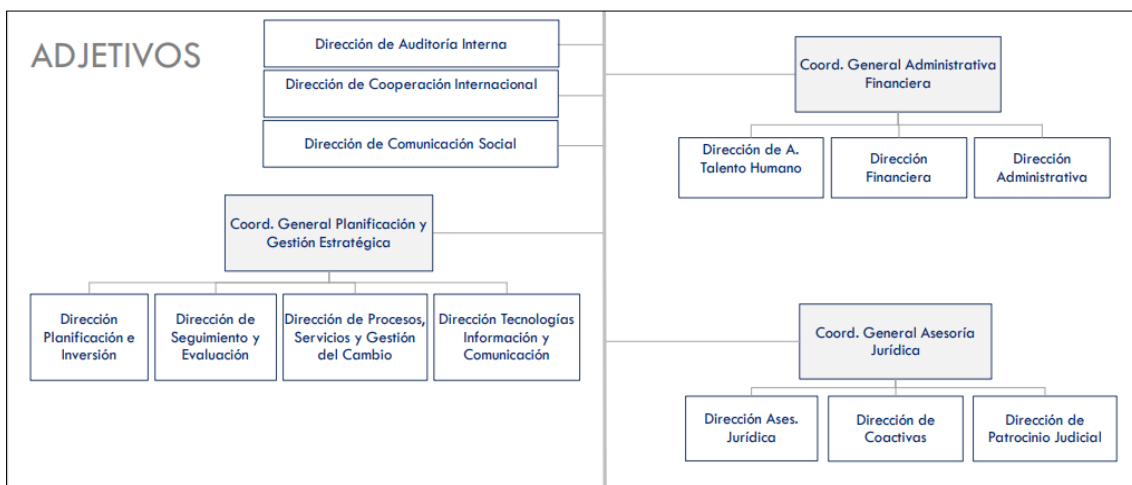 ADJETIVOS
Dirección de Auditoría Interna
Dirección de Cooperación Internacional
Dirección de Comunicación Social
Coord. General Planificación y
Gestión Estratégica
Dirección
Planificación e
Inversión
Dirección de
Seguimiento y
Evaluación
Dirección de Procesos,
Servicios y Gestión
del Cambio
Dirección Tecnologías
Información y
Comunicación
Coord. General Administrativa
Financiera
Dirección de A.
Talento Humano
Dirección
Financiera
Dirección
Administrativa
Coord. General Asesoría
Jurídica
Dirección Ases.
Jurídica
Dirección de
Coactivas
Dirección de
Patrocinio Judicial